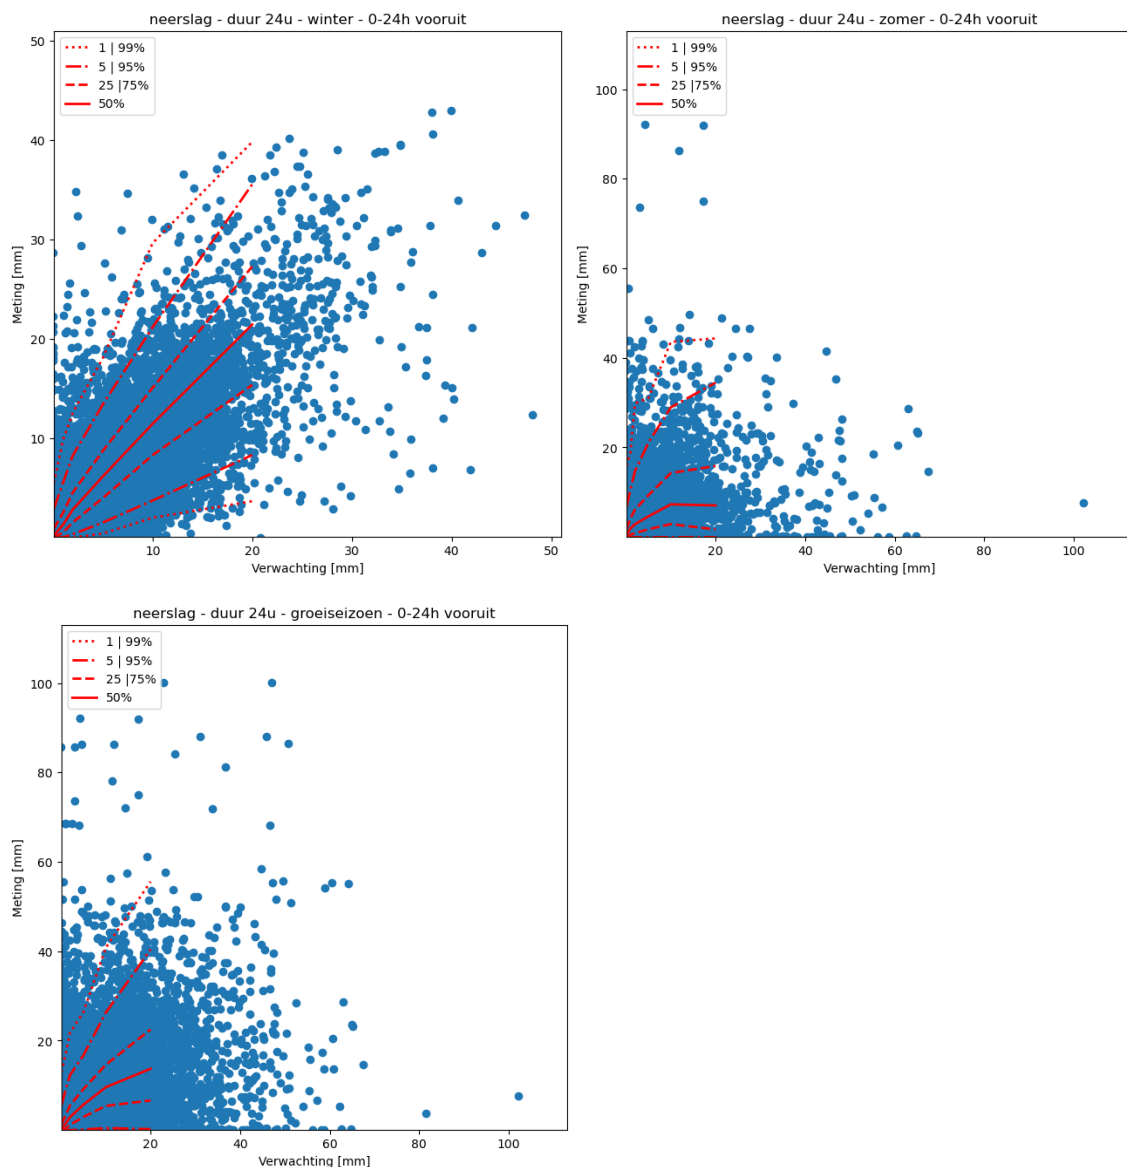 neerslag - duur 24u - winter - 0-24h vooruit
50
40
30
20
10
Meting [mm]
1 | 99%
5 | 95%
25 |75%
50%
10 20 30 40 50
Verwachting [mm]
neerslag - duur 24u - zomer - 0-24h vooruit
100
80
60
40
20
Meting [mm]
1 | 99%
5 | 95%
25 |75%
50%
20 40 60 80 100
Verwachting [mm]
neerslag - duur 24u - groeiseizoen - 0-24h vooruit
100
80
60
40
20
Meting [mm]
1 | 99%
5 | 95%
25 |75%
50%
20 40 60 80 100
Verwachting [mm]